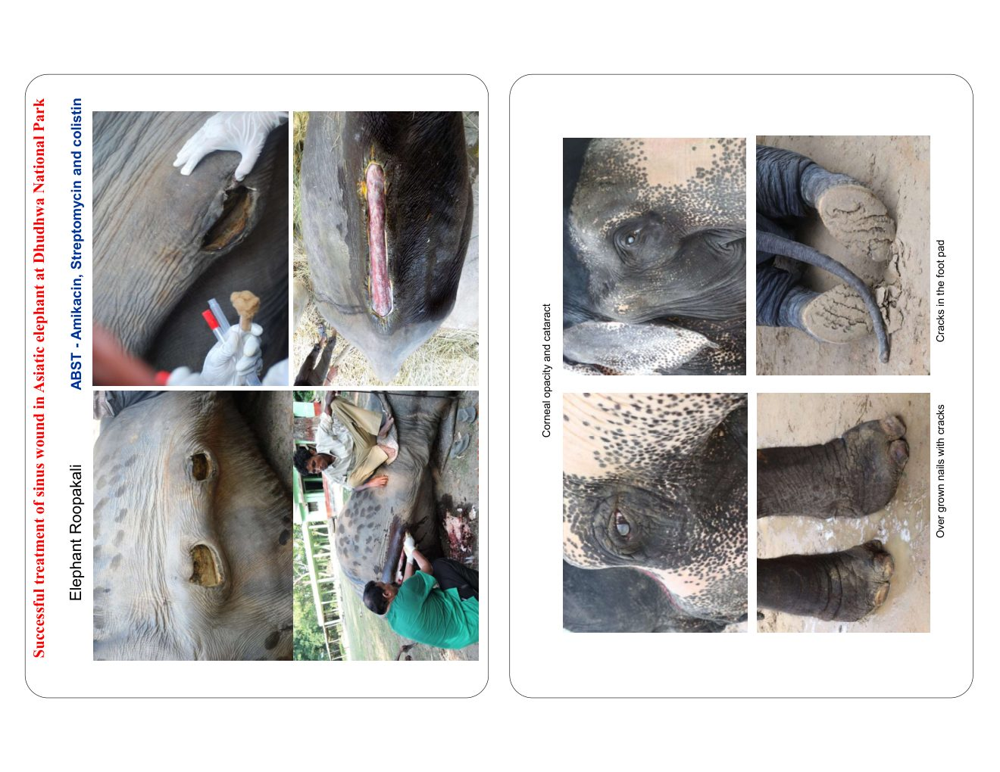 Successful treatment of sinus wound in Asiatic elephant at Dhudhwa National Park
Elephant Roopakali
ABST - Amikacin, Streptomycin and colistin
Corneal opacity and cataract
Over grown nails with cracks
Cracks in the foot pad